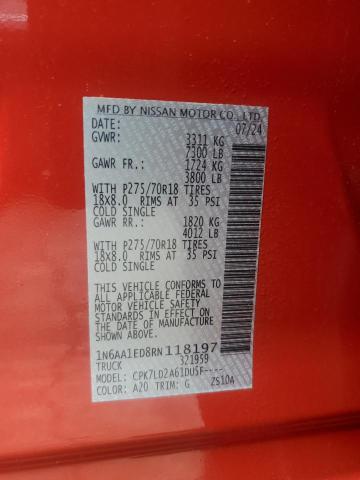 MFD BY NISSAN MOTOR CO., LTD.
DATE: 07/24
GVWR: 3311 KG
7300 LB
GAWR FR.: 1724 KG
3800 LB
WITH P275/70R18 TIRES
18X8.0 RIMS AT 35 PSI
COLD SINGLE
GAWR RR.: 1820 KG
4012 LB
WITH P275/70R18 TIRES
18X8.0 RIMS AT 35 PSI
COLD SINGLE
THIS VEHICLE CONFORMS TO
ALL APPLICABLE FEDERAL
MOTOR VEHICLE SAFETY
STANDARDS IN EFFECT ON
THE DATE OF MANUFACTURE
SHOWN ABOVE.
1N6AA1ED8RN118197
TRUCK 321959
MODEL: CPK7LD2A61DU5F----
COLOR: A20 TRIM: G ZS10A